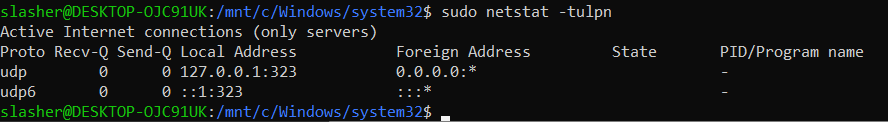 slasher@DESKTOP-OJC91UK:/mnt/c/Windows/system32$ sudo netstat -tulpn
Active Internet connections (only servers)
Proto Recv-Q Send-Q Local Address           Foreign Address         State       PID/Program name
udp        0      0 127.0.0.1:323           0.0.0.0:*                           -
udp6       0      0 ::1:323                 :::*                                -
slasher@DESKTOP-OJC91UK:/mnt/c/Windows/system32$